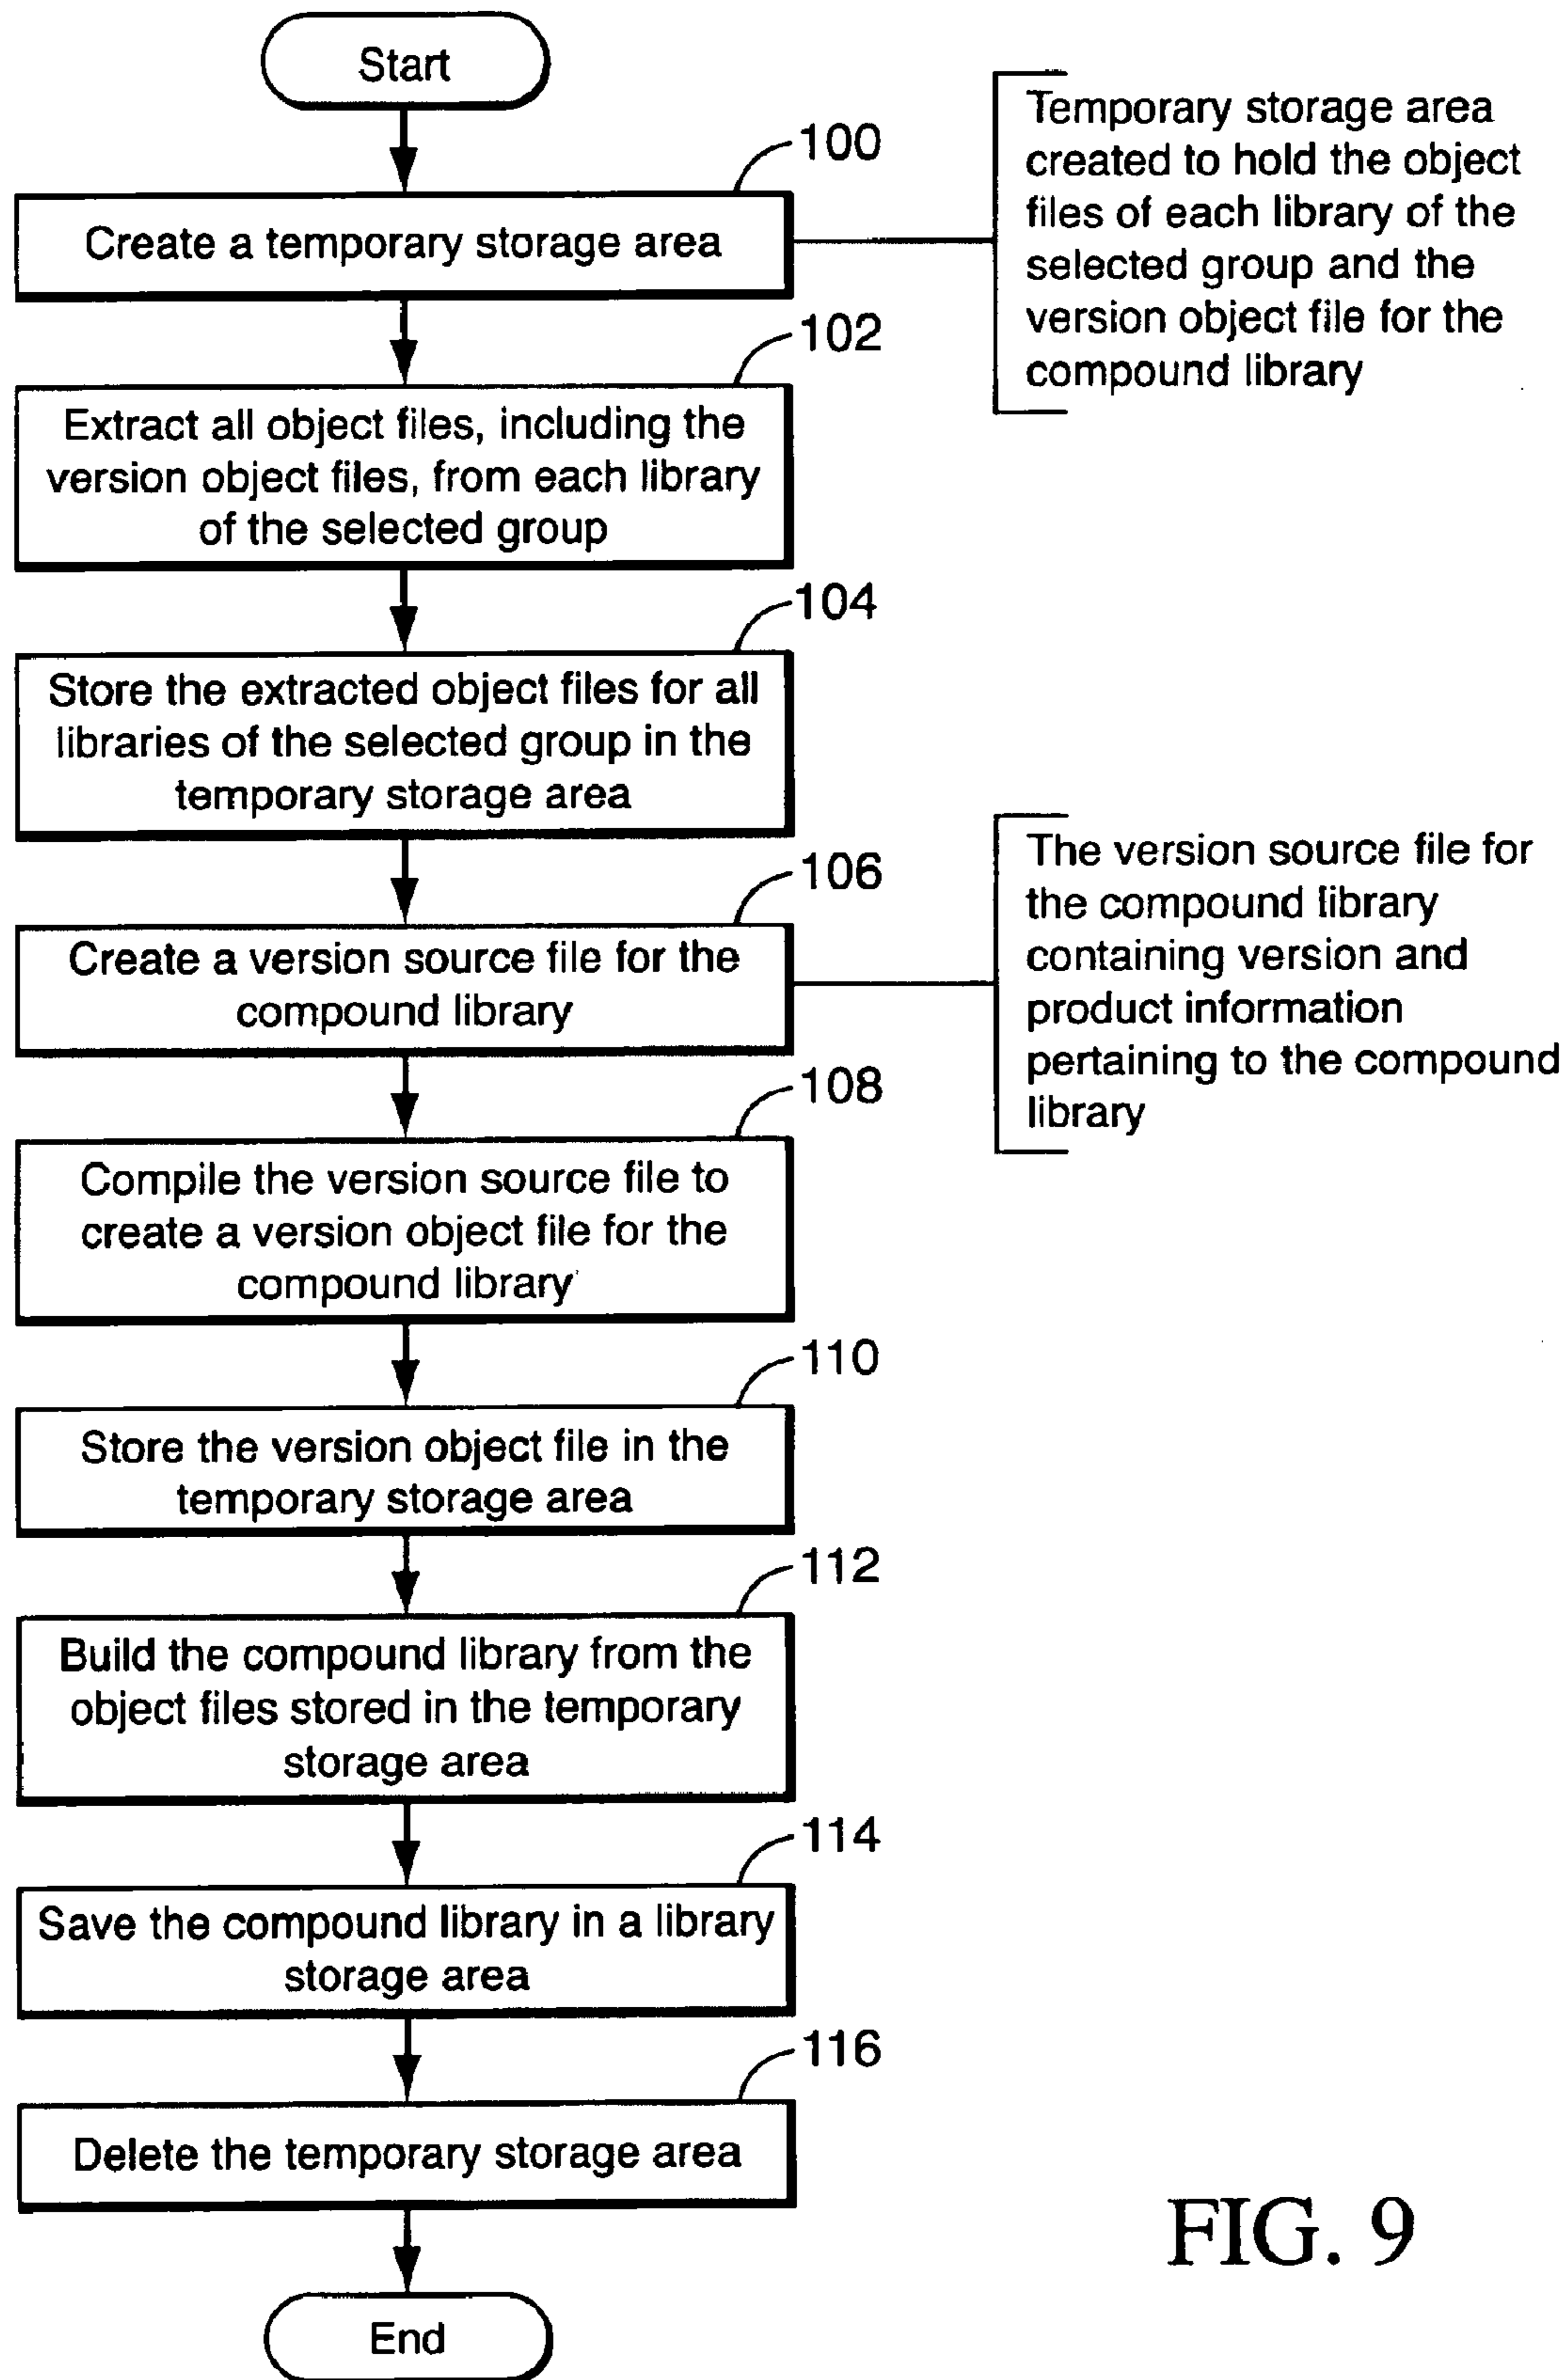 Start
100
Create a temporary storage area
Temporary storage area
created to hold the object
files of each library of the
selected group and the
version object file for the
compound library
102
Extract all object files, including the
version object files, from each library
of the selected group
104
Store the extracted object files for all
libraries of the selected group in the
temporary storage area
106
Create a version source file for the
compound library
The version source file for
the compound library
containing version and
product information
pertaining to the compound
library
108
Compile the version source file to
create a version object file for the
compound library
110
Store the version object file in the
temporary storage area
112
Build the compound library from the
object files stored in the temporary
storage area
114
Save the compound library in a library
storage area
116
Delete the temporary storage area
End
FIG. 9